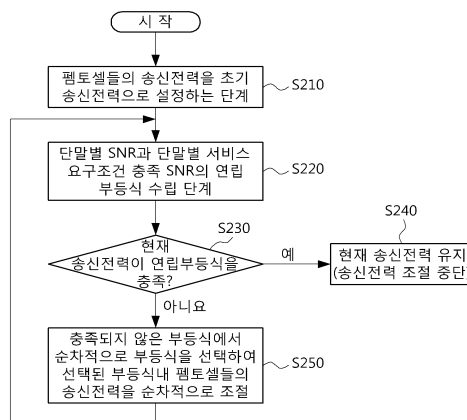 시 작
펨토셀들의 송신전력을 초기
송신전력으로 설정하는 단계
S210
단말별 SNR과 단말별 서비스
요구조건 충족 SNR의 연립
부등식 수립 단계
S220
현재
송신전력이 연립부등식을
충족?
S230
예
S240
현재 송신전력 유지
(송신전력 조절 중단)
아니요
충족되지 않은 부등식에서
순차적으로 부등식을 선택하여
선택된 부등식내 펨토셀들의
송신전력을 순차적으로 조절
S250